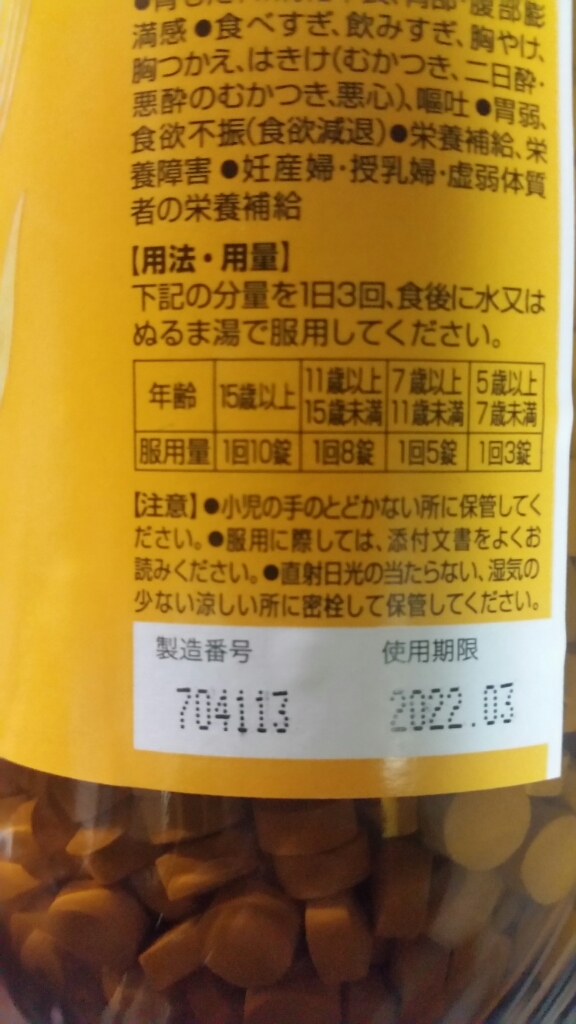 満感●食べすぎ、飲みすぎ、胸やけ、
胸つかえ、はきけ(むかつき、二日酔・
悪酔のむかつき、悪心)、嘔吐●胃弱、
食欲不振(食欲減退)●栄養補給、栄
養障害●妊産婦・授乳婦・虚弱体質
者の栄養補給
【用法・用量】
下記の分量を1日3回、食後に水又は
ぬるま湯で服用してください。
年齢 15歳以上 11歳以上15歳未満 7歳以上11歳未満 5歳以上7歳未満
服用量 1回10錠 1回8錠 1回5錠 1回3錠
【注意】●小児の手のとどかない所に保管してく
ださい。●服用に際しては、添付文書をよくお
読みください。●直射日光の当たらない、湿気の
少ない涼しい所に密栓して保管してください。
製造番号 使用期限
704113 2022.03